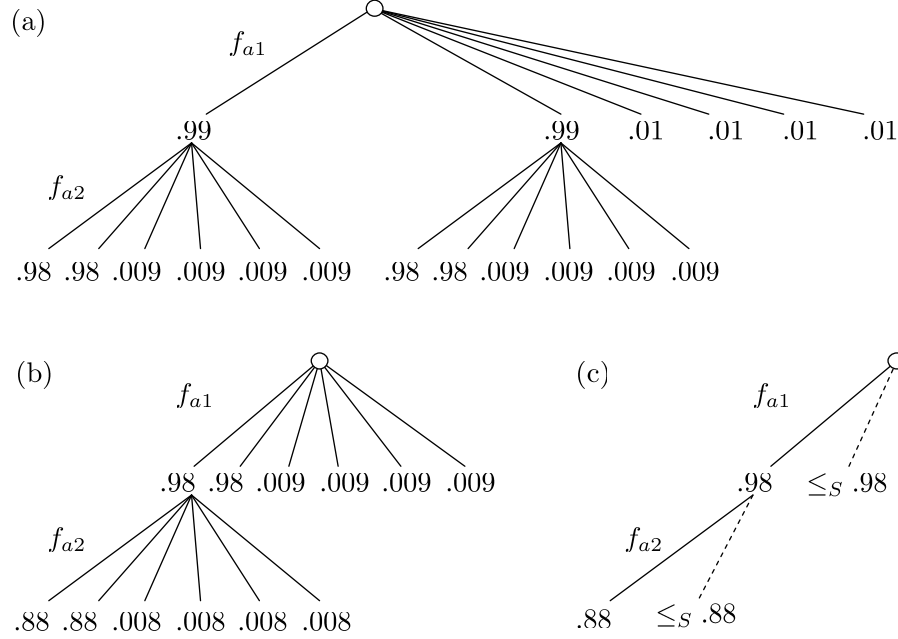 (a)
f_{a1}
.99 .99 .01 .01 .01 .01
f_{a2}
.98 .98 .009 .009 .009 .009 .98 .98 .009 .009 .009 .009
(b) (c)
f_{a1} f_{a1}
.98 .98 .009 .009 .009 .009 .98 ≤_S .98
f_{a2} f_{a2}
.88 .88 .008 .008 .008 .008 .88 ≤_S .88